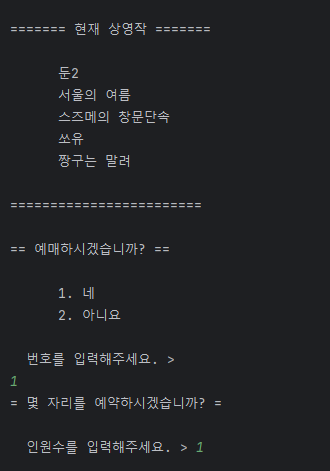 ======= 현재 상영작 =======
둔2
서울의 여름
스즈메의 창문단속
쏘유
짱구는 말려
========================
== 예매하시겠습니까? ==
1. 네
2. 아니요
번호를 입력해주세요. >
1
= 몇 자리를 예약하시겠습니까? =
인원수를 입력해주세요. > 1